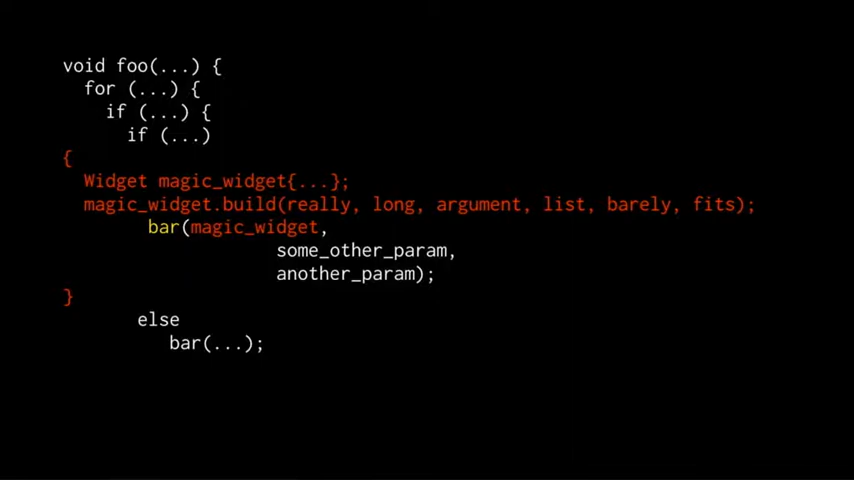 void foo(...) {
for (...) {
if (...) {
if (...)
{
Widget magic_widget{...};
magic_widget.build(really, long, argument, list, barely, fits);
bar(magic_widget,
some_other_param,
another_param);
}
else
bar(...);